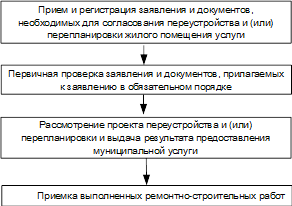 Прием и регистрация заявления и документов,
необходимых для согласования переустройства и (или)
перепланировки жилого помещения услуги
Первичная проверка заявления и документов, прилагаемых
к заявлению в обязательном порядке
Рассмотрение проекта переустройства и (или)
перепланировки и выдача результата предоставления
муниципальной услуги
Приемка выполненных ремонтно-строительных работ